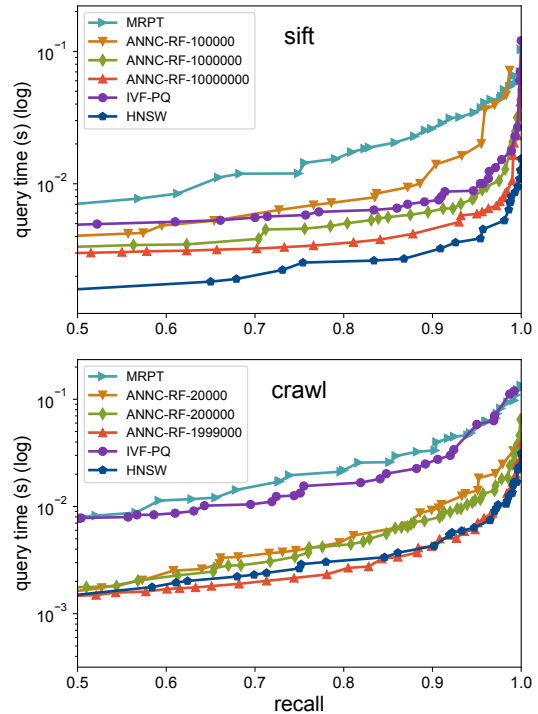 sift
MRPT
ANNC-RF-100000
ANNC-RF-1000000
ANNC-RF-10000000
IVF-PQ
HNSW
query time (s) (log)
10⁻¹
10⁻²
0.5 0.6 0.7 0.8 0.9 1.0
crawl
MRPT
ANNC-RF-20000
ANNC-RF-200000
ANNC-RF-1999000
IVF-PQ
HNSW
query time (s) (log)
10⁻¹
10⁻²
10⁻³
0.5 0.6 0.7 0.8 0.9 1.0
recall